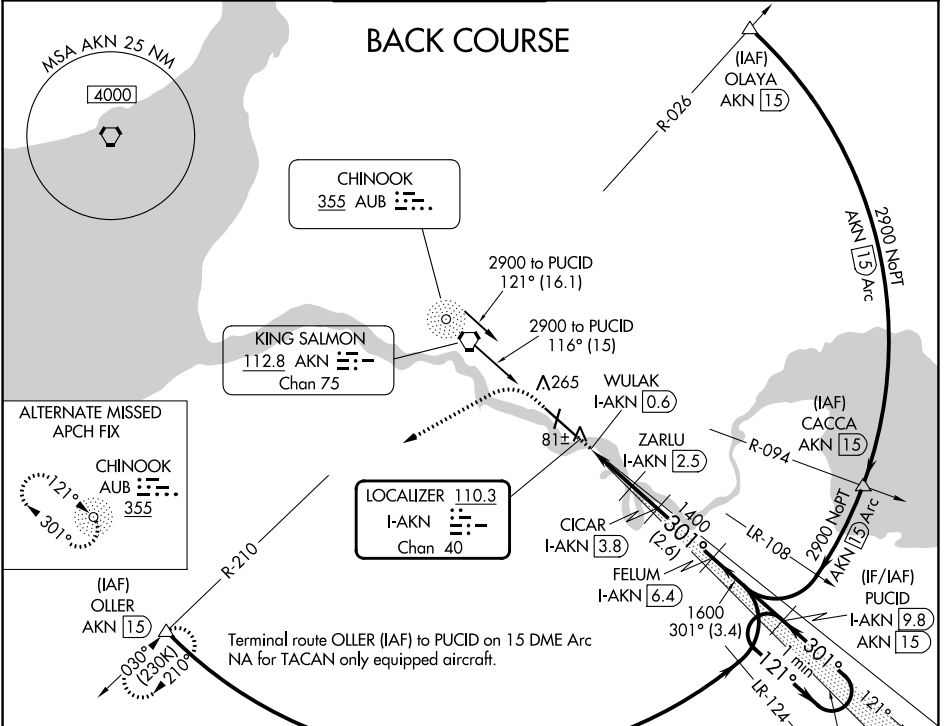 BACK COURSE
MSA AKN 25 NM
4000
(IAF)
OLAYA
AKN 15
R-026
CHINOOK
355 AUB
2900 NoPT
AKN 15 Arc
2900 to PUCID
121° (16.1)
2900 to PUCID
116° (15)
KING SALMON
112.8 AKN
Chan 75
265
WULAK
I-AKN 0.6
81±
(IAF)
CACCA
AKN 15
ALTERNATE MISSED
APCH FIX
CHINOOK
AUB
355
121°
301°
ZARLU
I-AKN 2.5
R-094
LOCALIZER 110.3
I-AKN
Chan 40
CICAR
I-AKN 3.8
1400
301°
(2.6)
LR-108
2900 NoPT
AKN 15 Arc
R-210
FELUM
I-AKN 6.4
(IF/IAF)
PUCID
I-AKN 9.8
AKN 15
1600
301° (3.4)
(IAF)
OLLER
AKN 15
030°
(230K)
210°
Terminal route OLLER (IAF) to PUCID on 15 DME Arc
NA for TACAN only equipped aircraft.
301°
1 min
121°
121°
LR-124